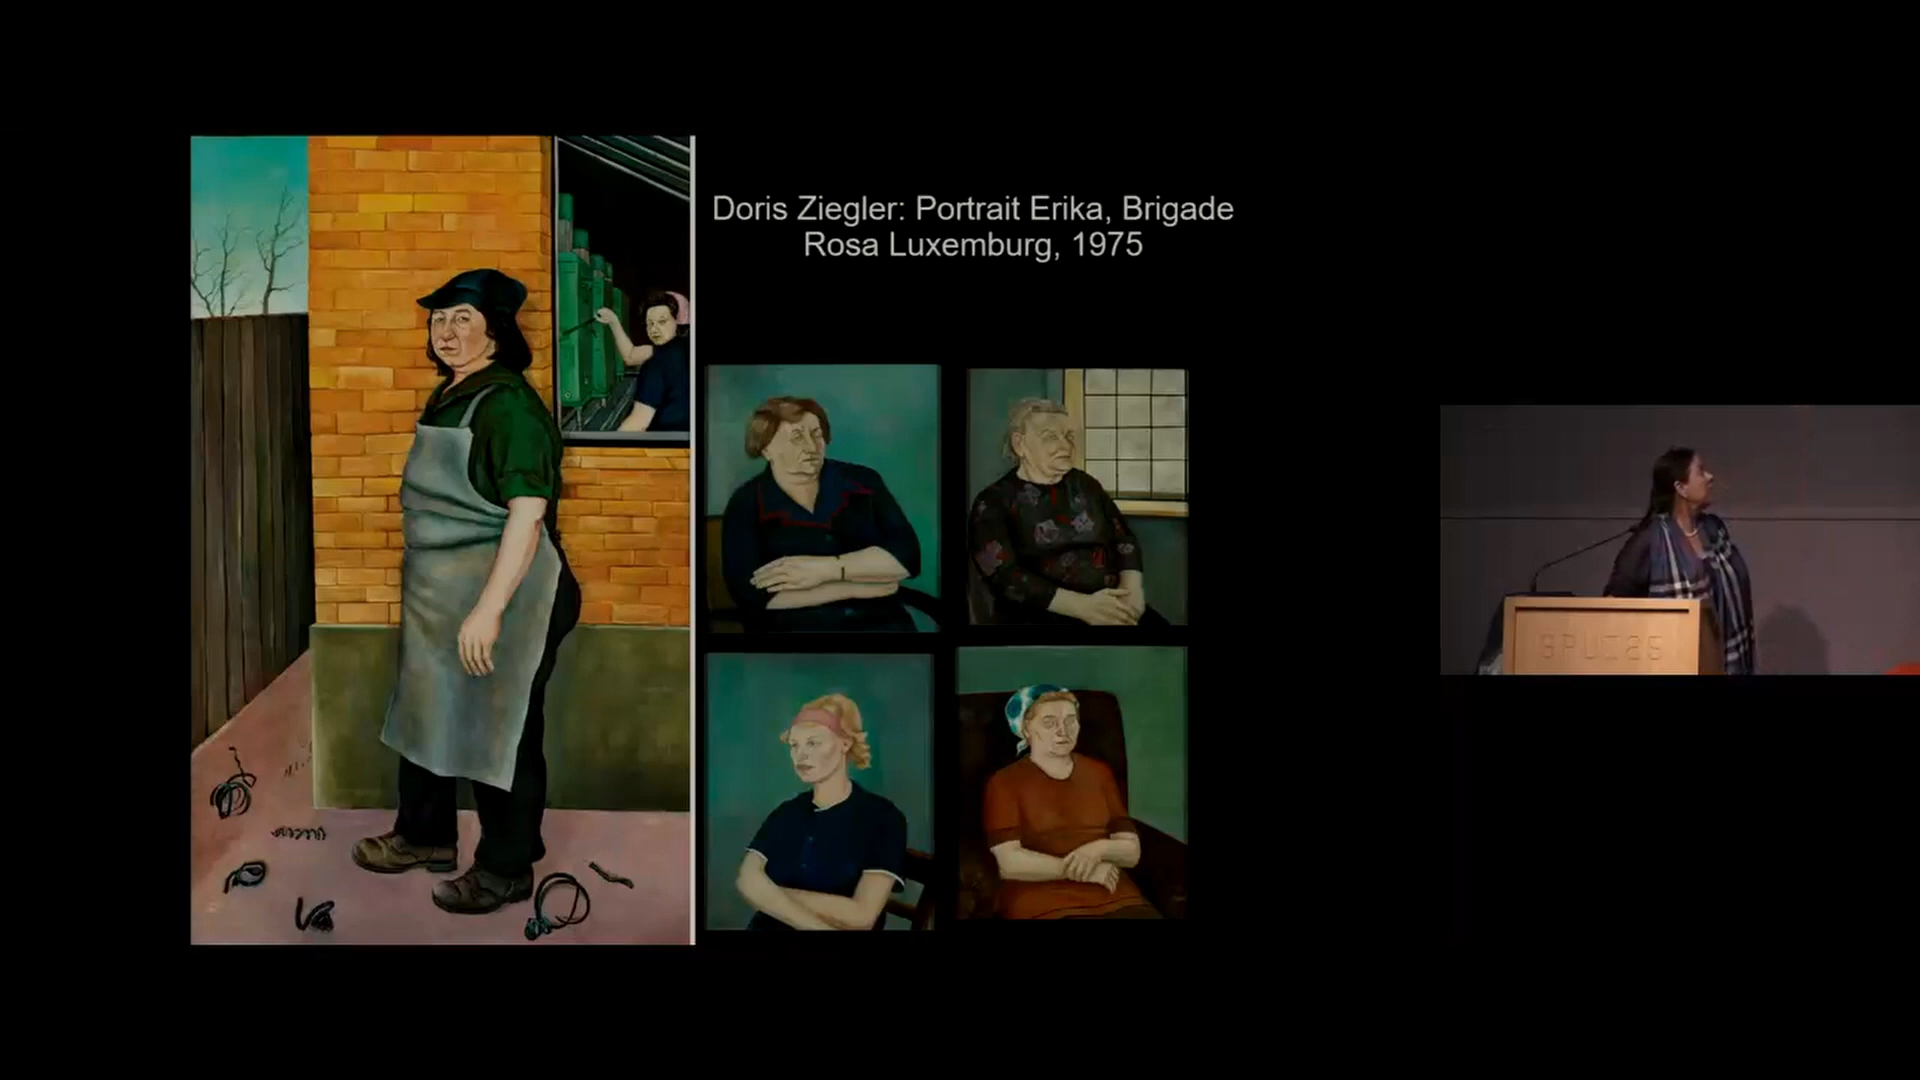 Doris Ziegler: Portrait Erika, Brigade
Rosa Luxemburg, 1975